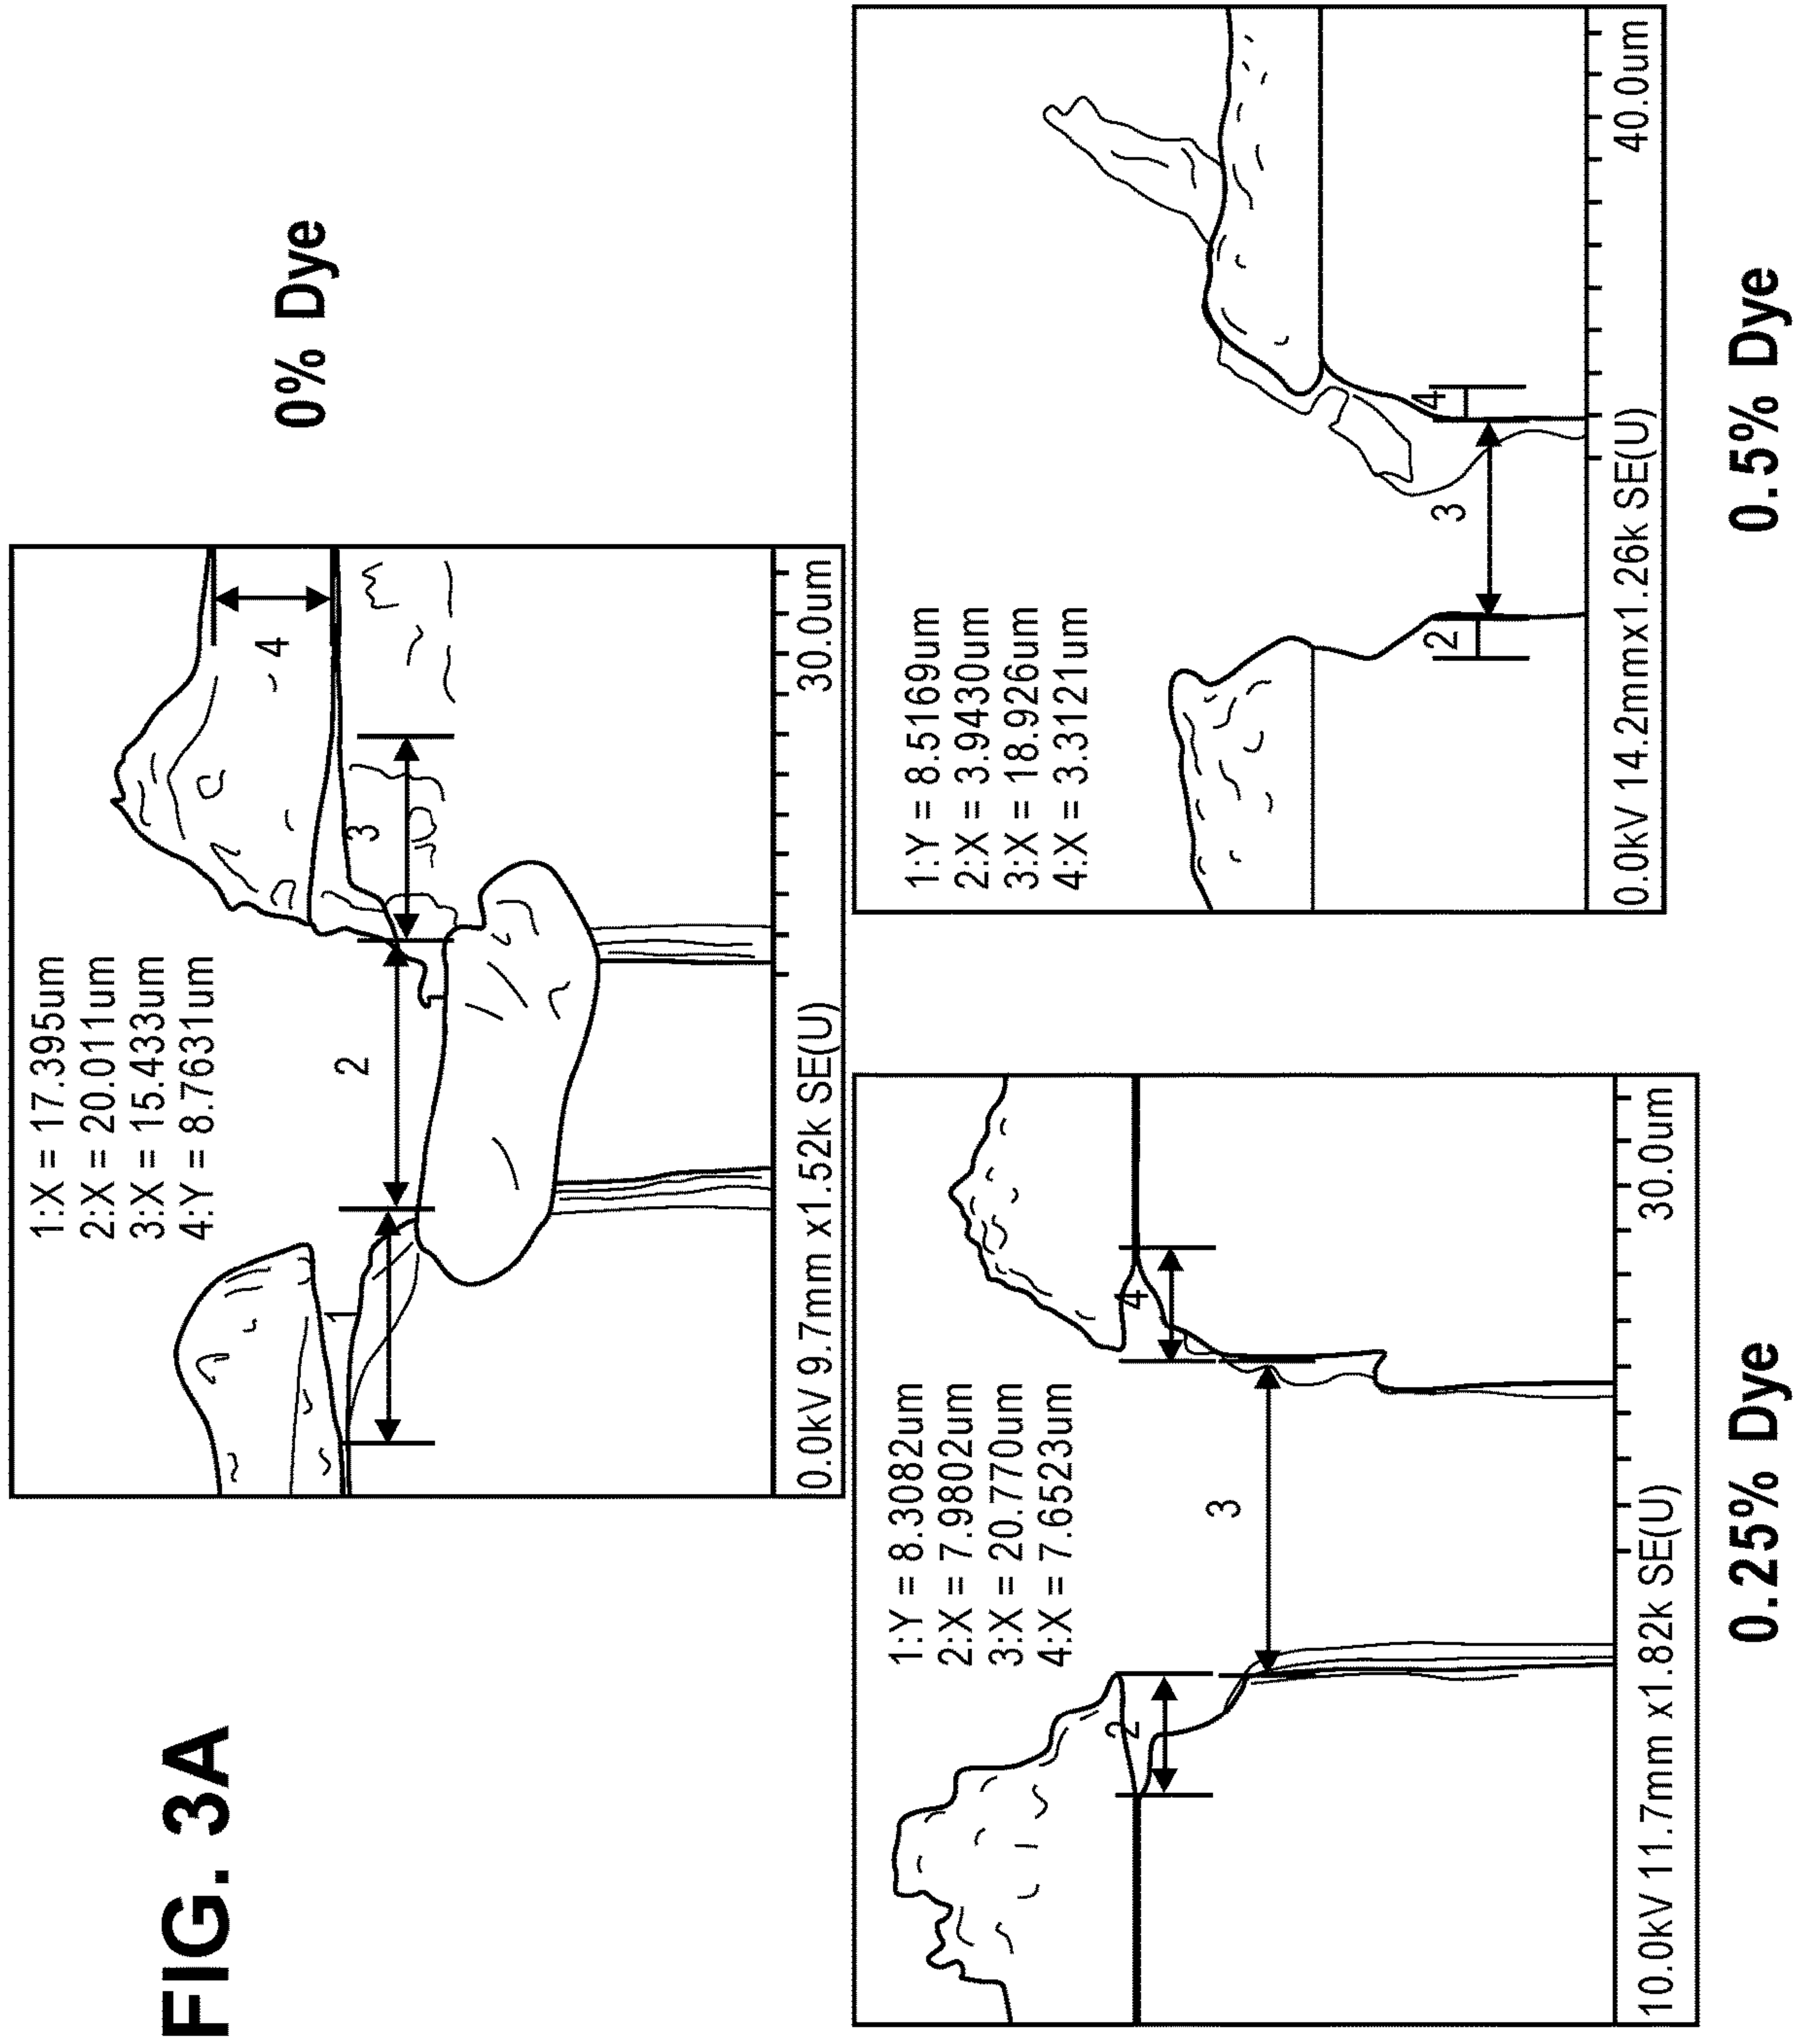 FIG. 3A
1:X = 17.395um
2:X = 20.011um
3:X = 15.433um
4:Y = 8.7631um
1
2
3
4
0.0kV 9.7mm x1.52k SE(U)
30.0um
0% Dye
1:Y = 8.3082um
2:X = 7.9802um
3:X = 20.770um
4:X = 7.6523um
2
3
4
10.0kV 11.7mm x1.82k SE(U)
30.0um
0.25% Dye
1:Y = 8.5169um
2:X = 3.9430um
3:X = 18.926um
4:X = 3.3121um
2
3
4
0.0kV 14.2mmx1.26k SE(U)
40.0um
0.5% Dye